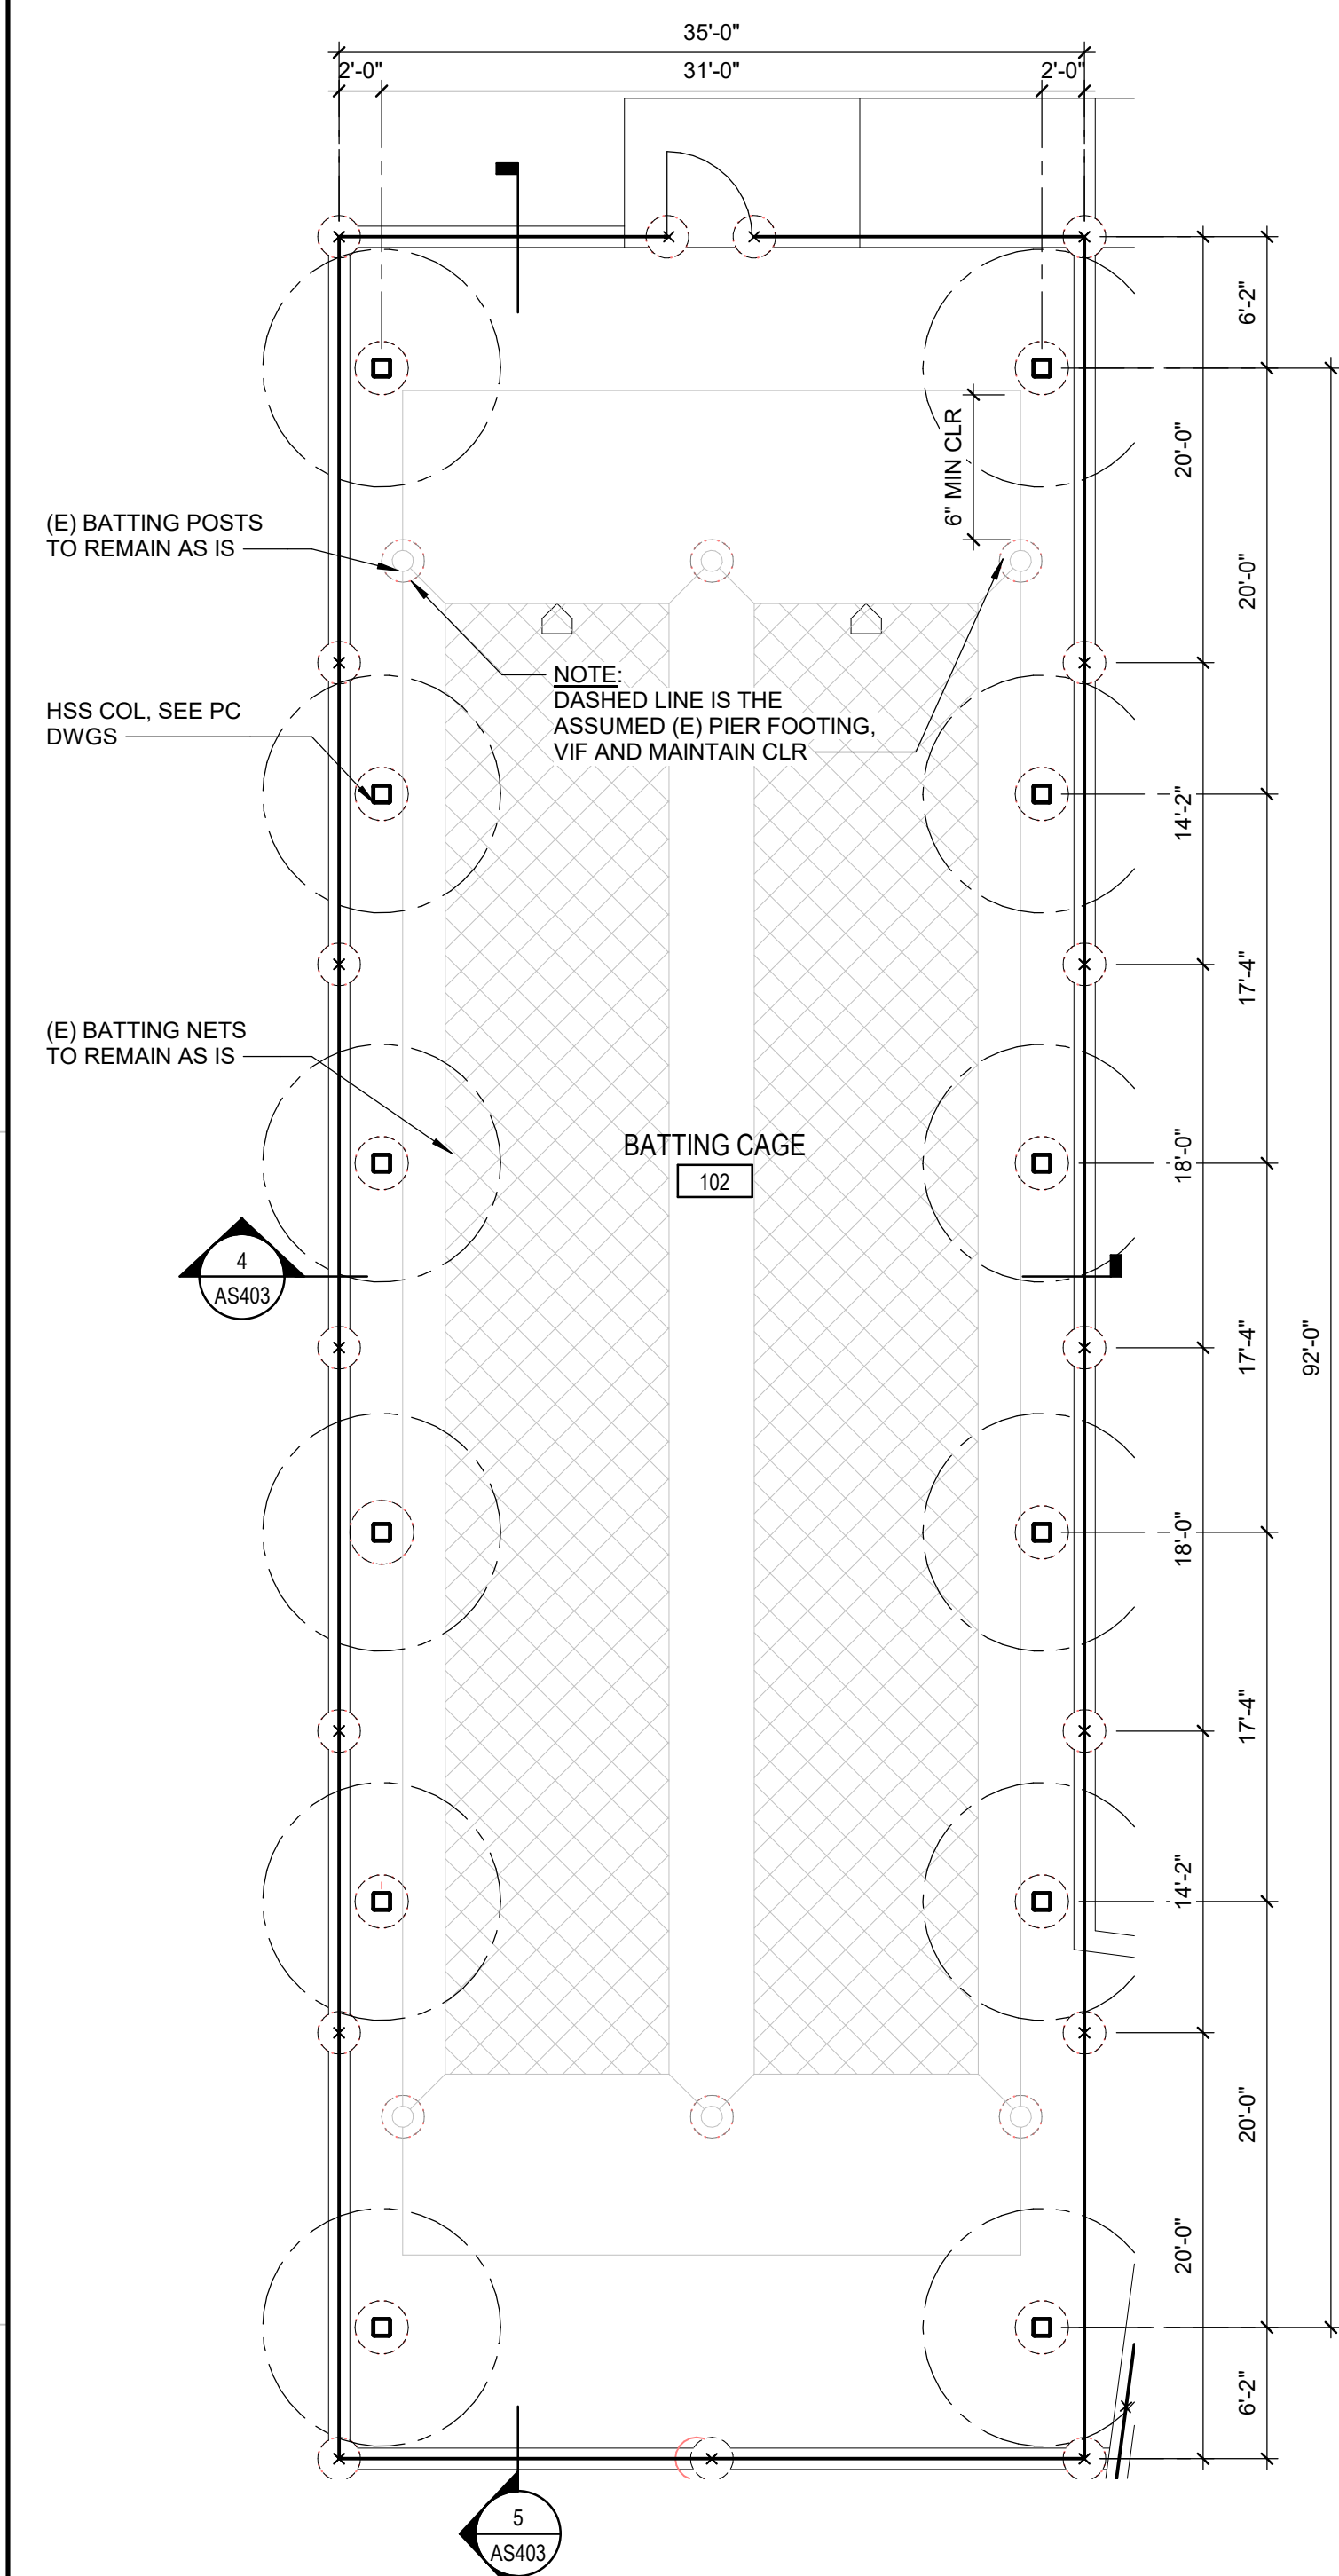 35'-0"
2'-0"
31'-0"
2'-0"
6'-2"
20'-0"
6" MIN CLR
(E) BATTING POSTS
TO REMAIN AS IS
20'-0"
NOTE:
DASHED LINE IS THE
ASSUMED (E) PIER FOOTING,
VIF AND MAINTAIN CLR
HSS COL, SEE PC
DWGS
14'-2"
17'-4"
(E) BATTING NETS
TO REMAIN AS IS
BATTING CAGE
102
18'-0"
4
AS403
17'-4"
92'-0"
18'-0"
17'-4"
14'-2"
20'-0"
20'-0"
6'-2"
5
AS403